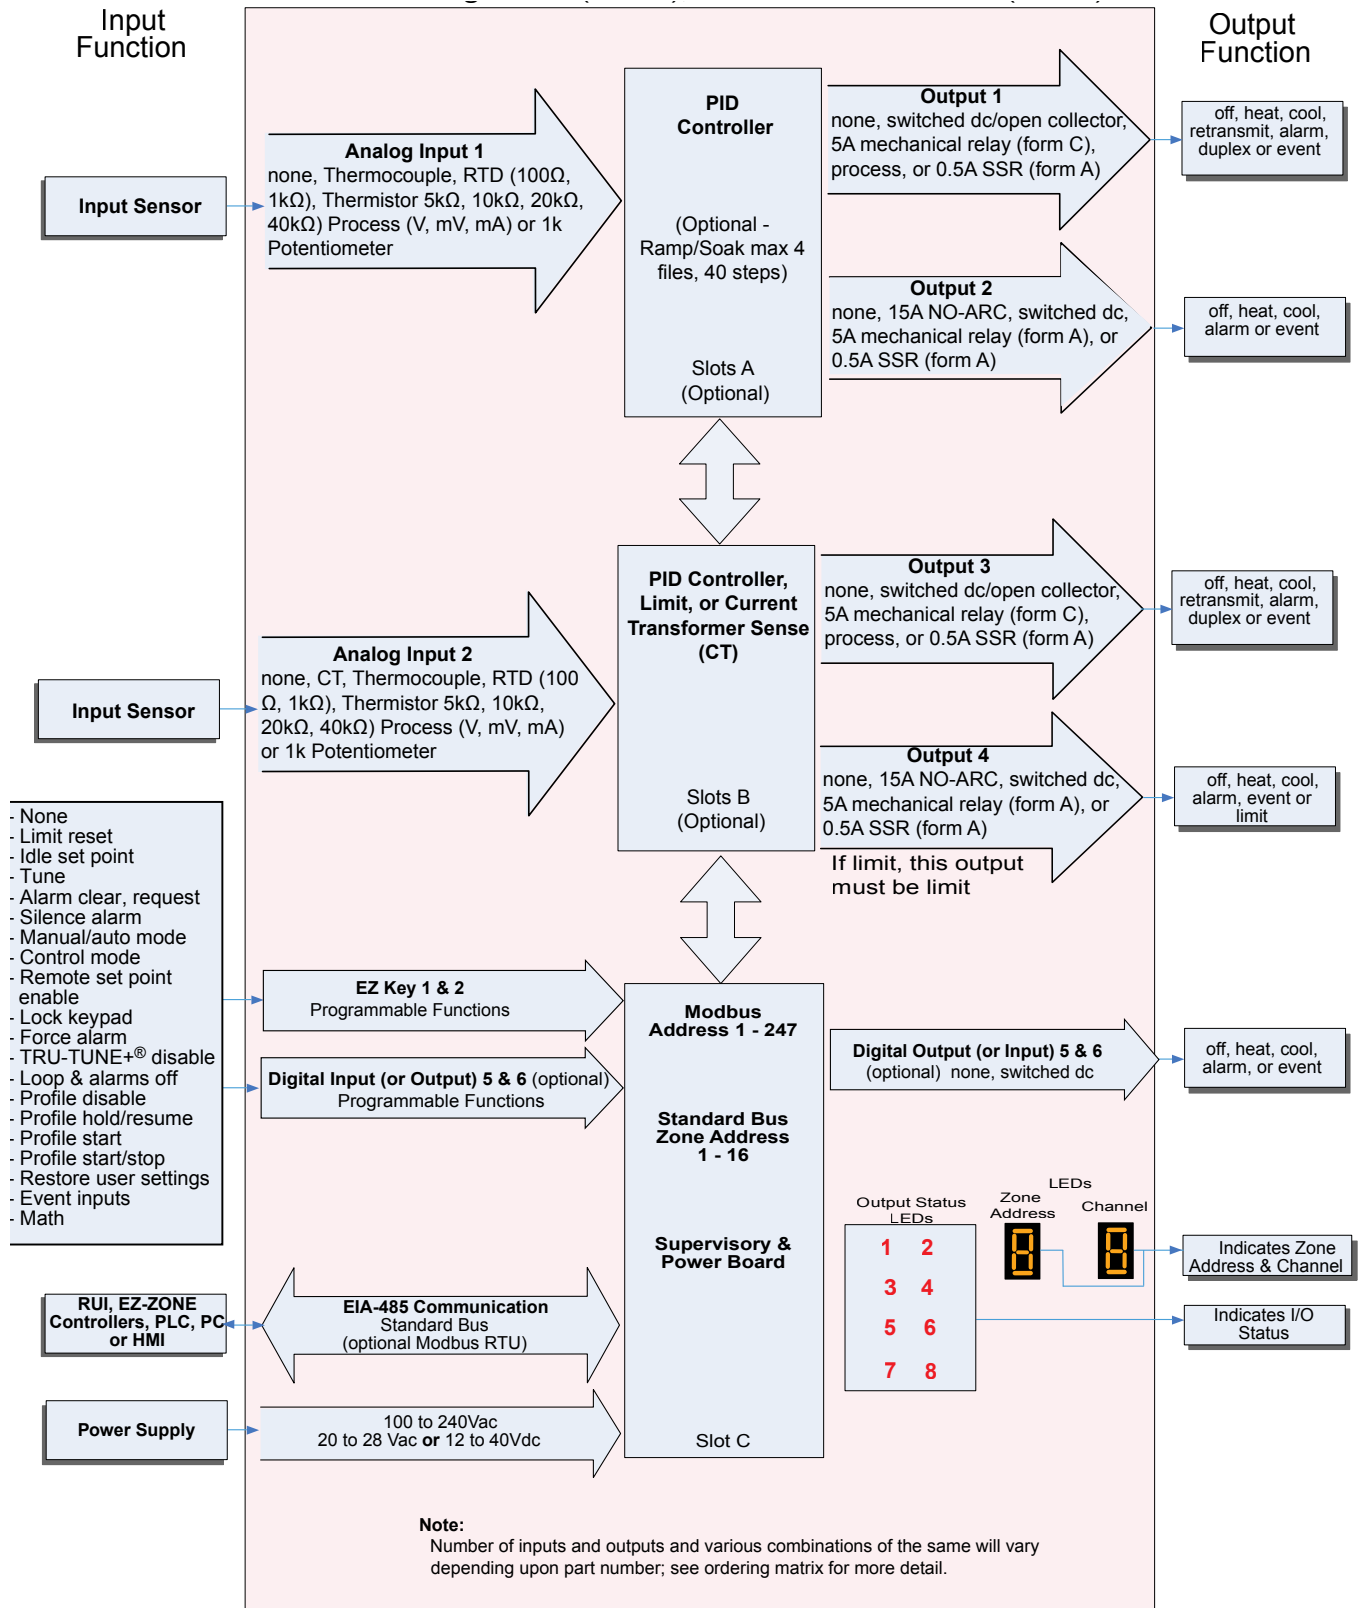 Input
Function
Output
Function
PID
Controller
(Optional -
Ramp/Soak max 4
files, 40 steps)
Slots A
(Optional)
Input Sensor
Analog Input 1
none, Thermocouple, RTD (100Ω,
1kΩ), Thermistor 5kΩ, 10kΩ, 20kΩ,
40kΩ) Process (V, mV, mA) or 1k
Potentiometer
Output 1
none, switched dc/open collector,
5A mechanical relay (form C),
process, or 0.5A SSR (form A)
off, heat, cool,
retransmit, alarm,
duplex or event
Output 2
none, 15A NO-ARC, switched dc,
5A mechanical relay (form A), or
0.5A SSR (form A)
off, heat, cool,
alarm or event
PID Controller,
Limit, or Current
Transformer Sense
(CT)
Slots B
(Optional)
Input Sensor
Analog Input 2
none, CT, Thermocouple, RTD (100
Ω, 1kΩ), Thermistor 5kΩ, 10kΩ,
20kΩ, 40kΩ) Process (V, mV, mA)
or 1k Potentiometer
Output 3
none, switched dc/open collector,
5A mechanical relay (form C),
process, or 0.5A SSR (form A)
off, heat, cool,
retransmit, alarm,
duplex or event
Output 4
none, 15A NO-ARC, switched dc,
5A mechanical relay (form A), or
0.5A SSR (form A)
If limit, this output
must be limit
off, heat, cool,
alarm, event or
limit
- None
- Limit reset
- Idle set point
- Tune
- Alarm clear, request
- Silence alarm
- Manual/auto mode
- Control mode
- Remote set point
enable
- Lock keypad
- Force alarm
- TRU-TUNE+® disable
- Loop & alarms off
- Profile disable
- Profile hold/resume
- Profile start
- Profile start/stop
- Restore user settings
- Event inputs
- Math
EZ Key 1 & 2
Programmable Functions
Digital Input (or Output) 5 & 6 (optional)
Programmable Functions
Modbus
Address 1 - 247
Standard Bus
Zone Address
1 - 16
Supervisory &
Power Board
Slot C
Digital Output (or Input) 5 & 6
(optional) none, switched dc
off, heat, cool,
alarm, or event
Output Status
LEDs
1 2
3 4
5 6
7 8
LEDs
Zone
Address
Channel
8
8
Indicates Zone
Address & Channel
Indicates I/O
Status
RUI, EZ-ZONE
Controllers, PLC, PC
or HMI
EIA-485 Communication
Standard Bus
(optional Modbus RTU)
Power Supply
100 to 240Vac
20 to 28 Vac or 12 to 40Vdc
Note:
Number of inputs and outputs and various combinations of the same will vary
depending upon part number; see ordering matrix for more detail.